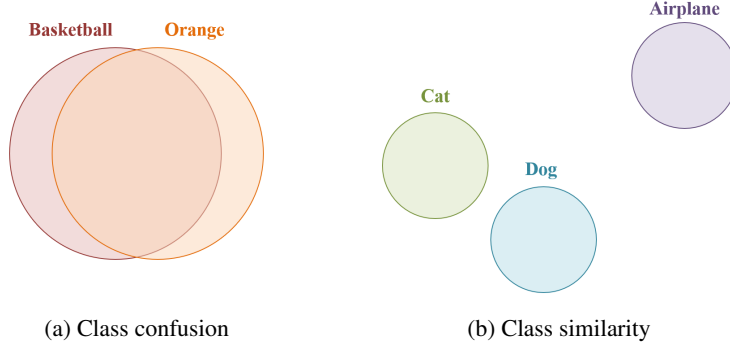 Basketball
Orange
Airplane
Cat
Dog
(a) Class confusion
(b) Class similarity